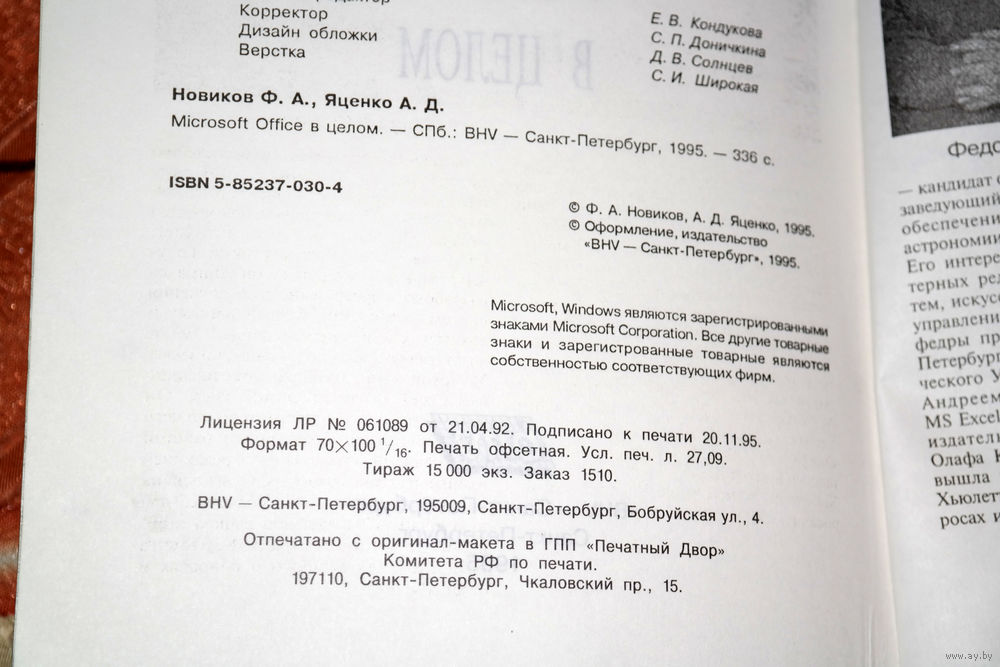 Корректор
Дизайн обложки
Верстка
Е. В. Кондукова
С. П. Доничкина
Д. В. Солнцев
С. И. Широкая
В ЦЕЛОМ
Новиков Ф. А., Яценко А. Д.
Microsoft Office в целом. — СПб.: BHV — Санкт-Петербург, 1995. — 336 с.
ISBN 5-85237-030-4
© Ф. А. Новиков, А. Д. Яценко, 1995.
© Оформление, издательство
«BHV — Санкт-Петербург», 1995.
Microsoft, Windows являются зарегистрированными
знаками Microsoft Corporation. Все другие товарные
знаки и зарегистрованные товарные являются
собственностью соответствующих фирм.
Лицензия ЛР № 061089 от 21.04.92. Подписано к печати 20.11.95.
Формат 70×100 1/16. Печать офсетная. Усл. печ. л. 27,09.
Тираж 15 000 экз. Заказ 1510.
BHV — Санкт-Петербург, 195009, Санкт-Петербург, Бобруйская ул., 4.
Отпечатано с оригинал-макета в ГПП «Печатный Двор»
Комитета РФ по печати.
197110, Санкт-Петербург, Чкаловский пр., 15.
Федо
— кандидат
заведующий
обеспечени
астрономии
Его интере
терных ред
тем, искусс
управлени
федры пр
Петербург
ческого У
Андреем
MS Excel
издател
Олафа
вышла
Хьюлет
росах и
www.ay.by